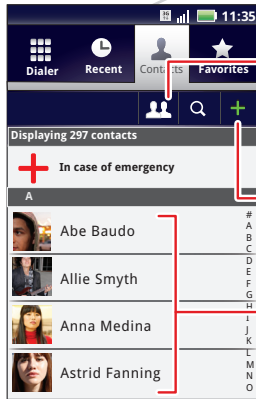 3G 11:35
Dialer Recent Contacts Favorites
+
Displaying 297 contacts
In case of emergency
A
Abe Baudo
Allie Smyth
Anna Medina
Astrid Fanning
#
A
B
C
D
E
F
G
H
I
J
K
L
M
N
O